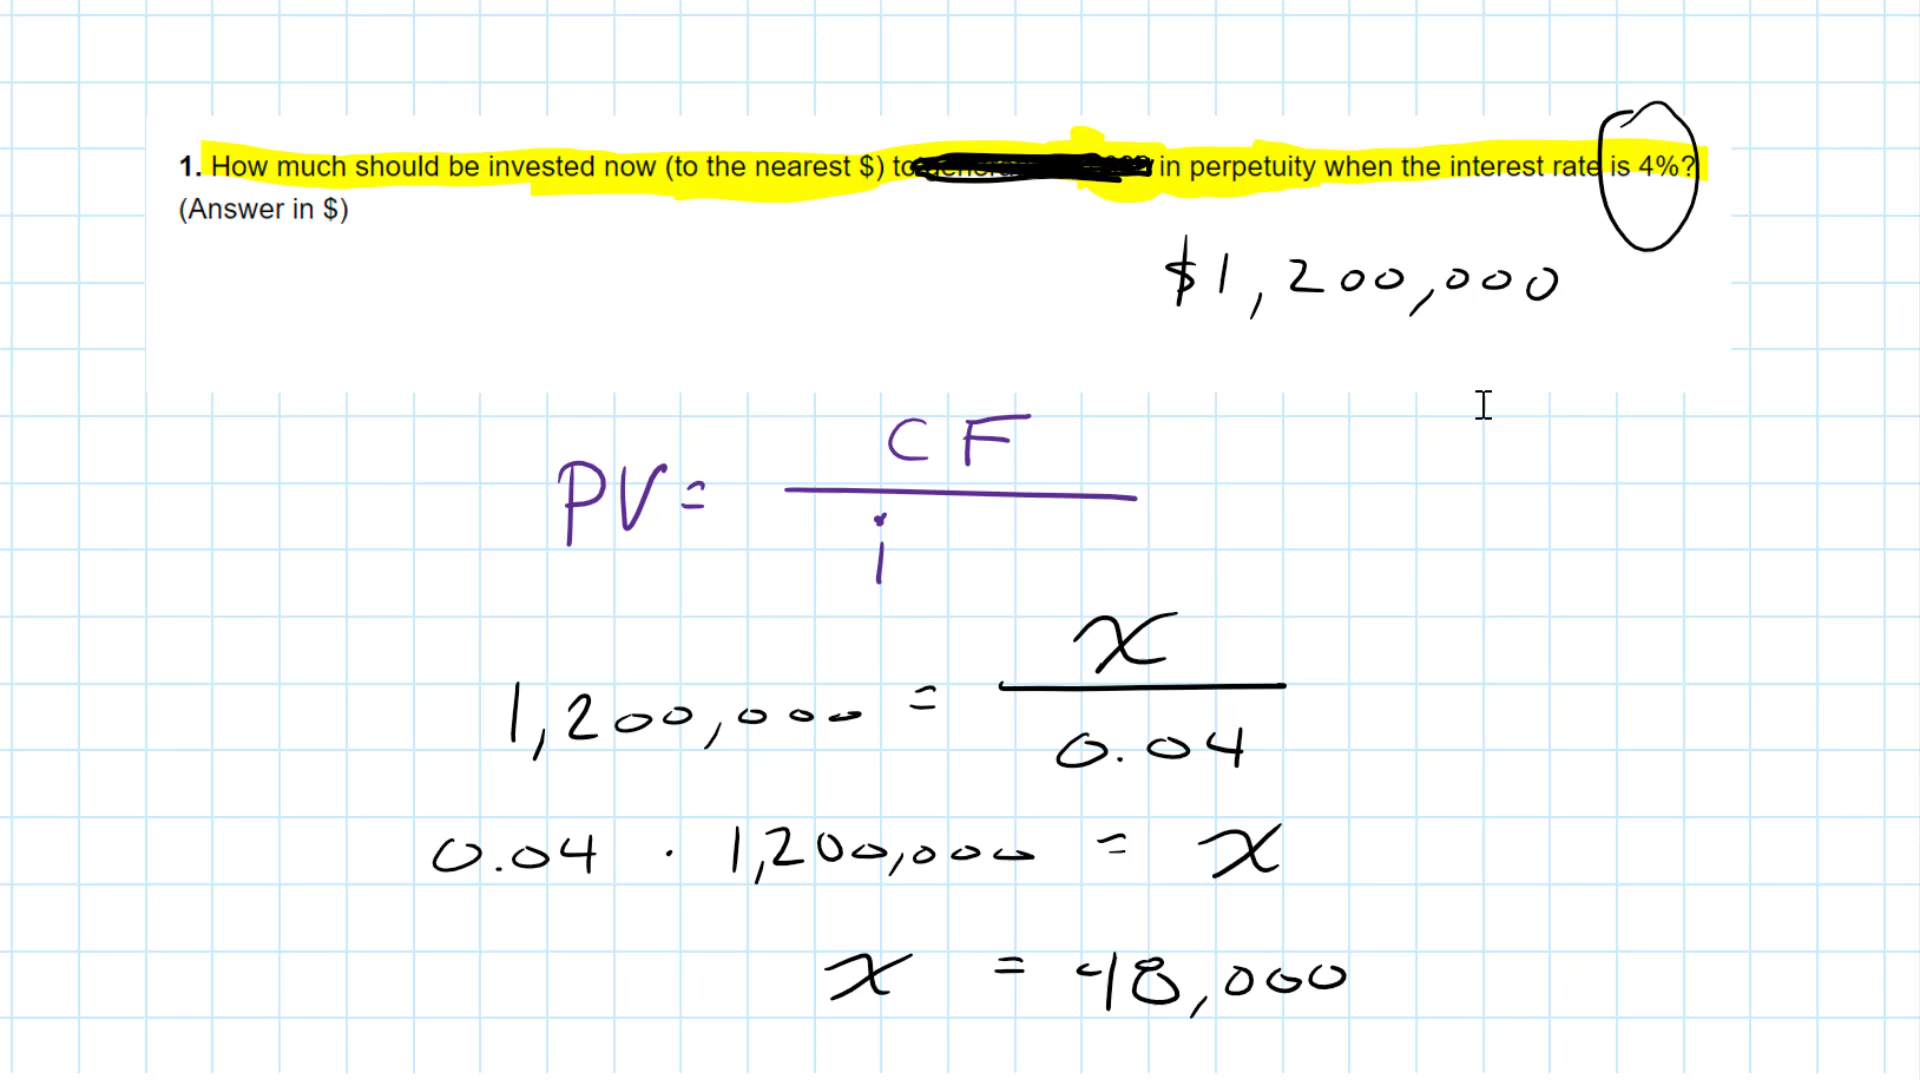 1. How much should be invested now (to the nearest $) to in perpetuity when the interest rate is 4%?
(Answer in $)
$1,200,000
PV = CF
i
1,200,000 = x
0.04
0.04 · 1,200,000 = x
x = 48,000